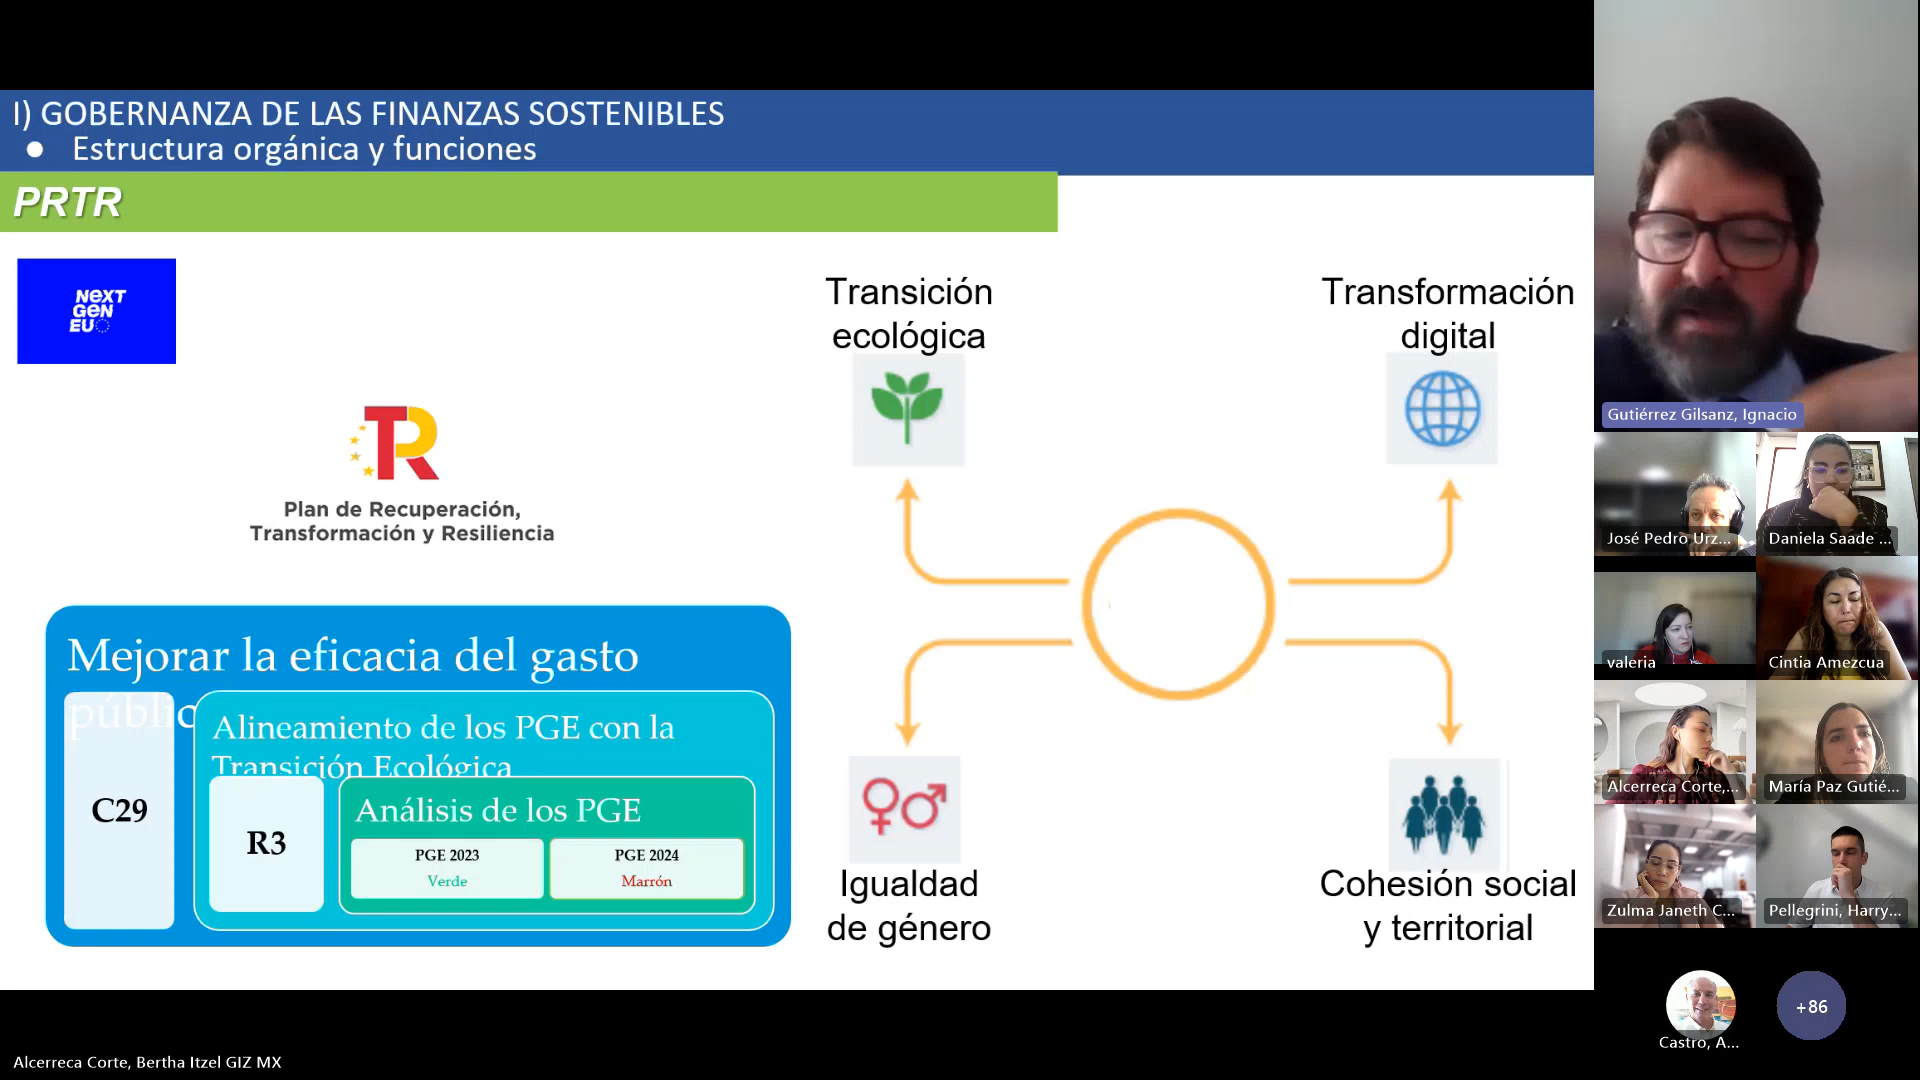 I) GOBERNANZA DE LAS FINANZAS SOSTENIBLES
● Estructura orgánica y funciones
PRTR
NEXT
GEN
EU
TR
Plan de Recuperación,
Transformación y Resiliencia
Mejorar la eficacia del gasto
públic
C29
Alineamiento de los PGE con la
Transición Ecológica
R3
Análisis de los PGE
PGE 2023
Verde
PGE 2024
Marrón
Transición
ecológica
Transformación
digital
Igualdad
de género
Cohesión social
y territorial
Gutiérrez Gilsanz, Ignacio
José Pedro Urz...
Daniela Saade ...
valeria
Cintia Amezcua
Alcerreca Corte,...
María Paz Gutié...
Zulma Janeth C...
Pellegrini, Harry...
+86
Castro, A...
Alcerreca Corte, Bertha Itzel GIZ MX